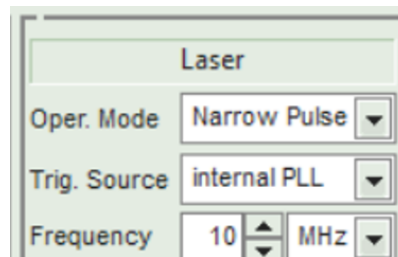 Laser
Oper. Mode Narrow Pulse
Trig. Source internal PLL
Frequency 10 MHz